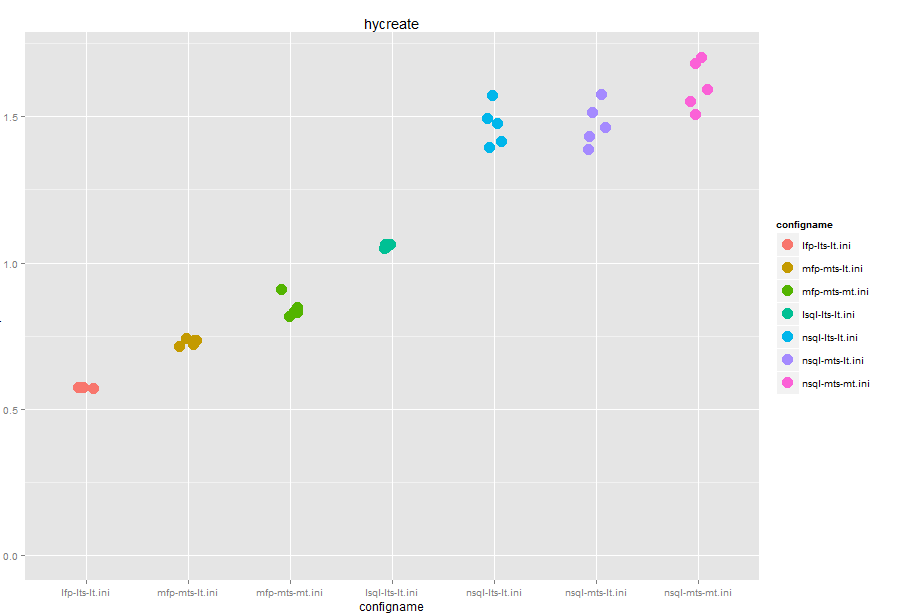 hycreate
1.5
1.0
0.5
0.0
lfp-lts-lt.ini mfp-mts-lt.ini mfp-mts-mt.ini lsql-lts-lt.ini nsql-lts-lt.ini nsql-mts-lt.ini nsql-mts-mt.ini
configname
configname
lfp-lts-lt.ini
mfp-mts-lt.ini
mfp-mts-mt.ini
lsql-lts-lt.ini
nsql-lts-lt.ini
nsql-mts-lt.ini
nsql-mts-mt.ini